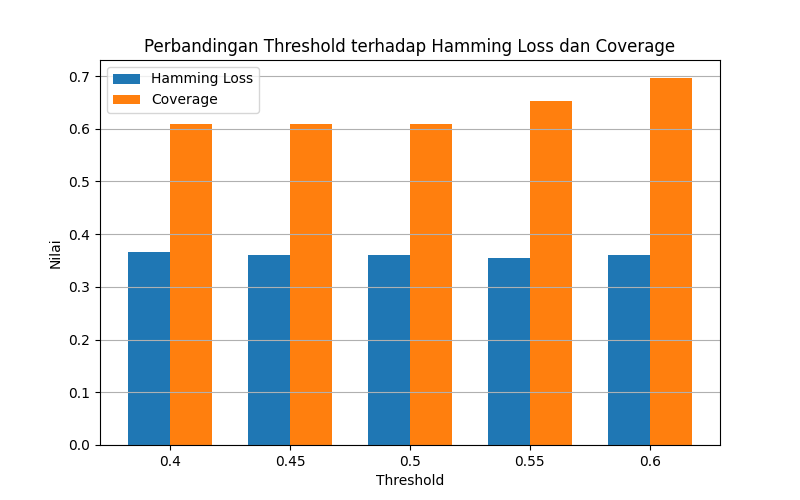 Perbandingan Threshold terhadap Hamming Loss dan Coverage
Hamming Loss
Coverage
0.7
0.6
0.5
0.4
0.3
0.2
0.1
0.0
Nilai
0.4 0.45 0.5 0.55 0.6
Threshold